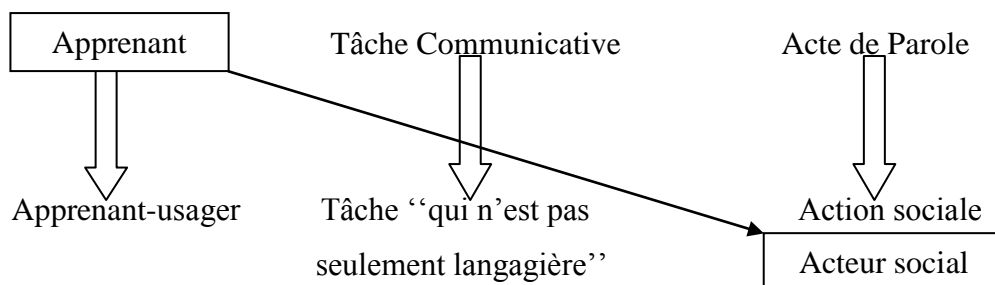 Apprenant Tâche Communicative Acte de Parole
Apprenant-usager Tâche ‘‘qui n’est pas Action sociale
seulement langagière’’ Acteur social